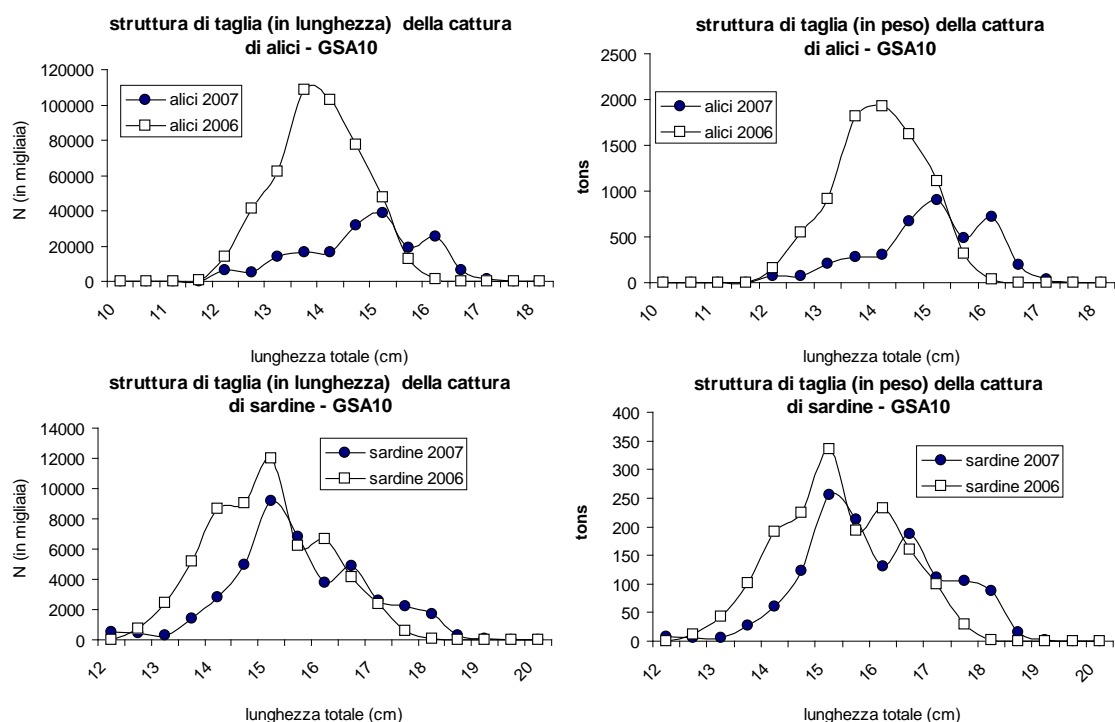 struttura di taglia (in lunghezza)  della cattura
di alici - GSA10
120000
100000
80000
60000
40000
20000
0
N (in migliaia)
alici 2007
alici 2006
10 11 12 13 14 15 16 17 18
lunghezza totale (cm)
struttura di taglia (in peso) della cattura
di alici - GSA10
2500
2000
1500
1000
500
0
tons
alici 2007
alici 2006
10 11 12 13 14 15 16 17 18
lunghezza totale (cm)
struttura di taglia (in lunghezza)  della cattura
di sardine - GSA10
14000
12000
10000
8000
6000
4000
2000
0
N (in migliaia)
sardine 2007
sardine 2006
12 13 14 15 16 17 18 19 20
lunghezza totale (cm)
struttura di taglia (in peso) della cattura
di sardine - GSA10
400
350
300
250
200
150
100
50
0
tons
sardine 2007
sardine 2006
12 13 14 15 16 17 18 19 20
lunghezza totale (cm)